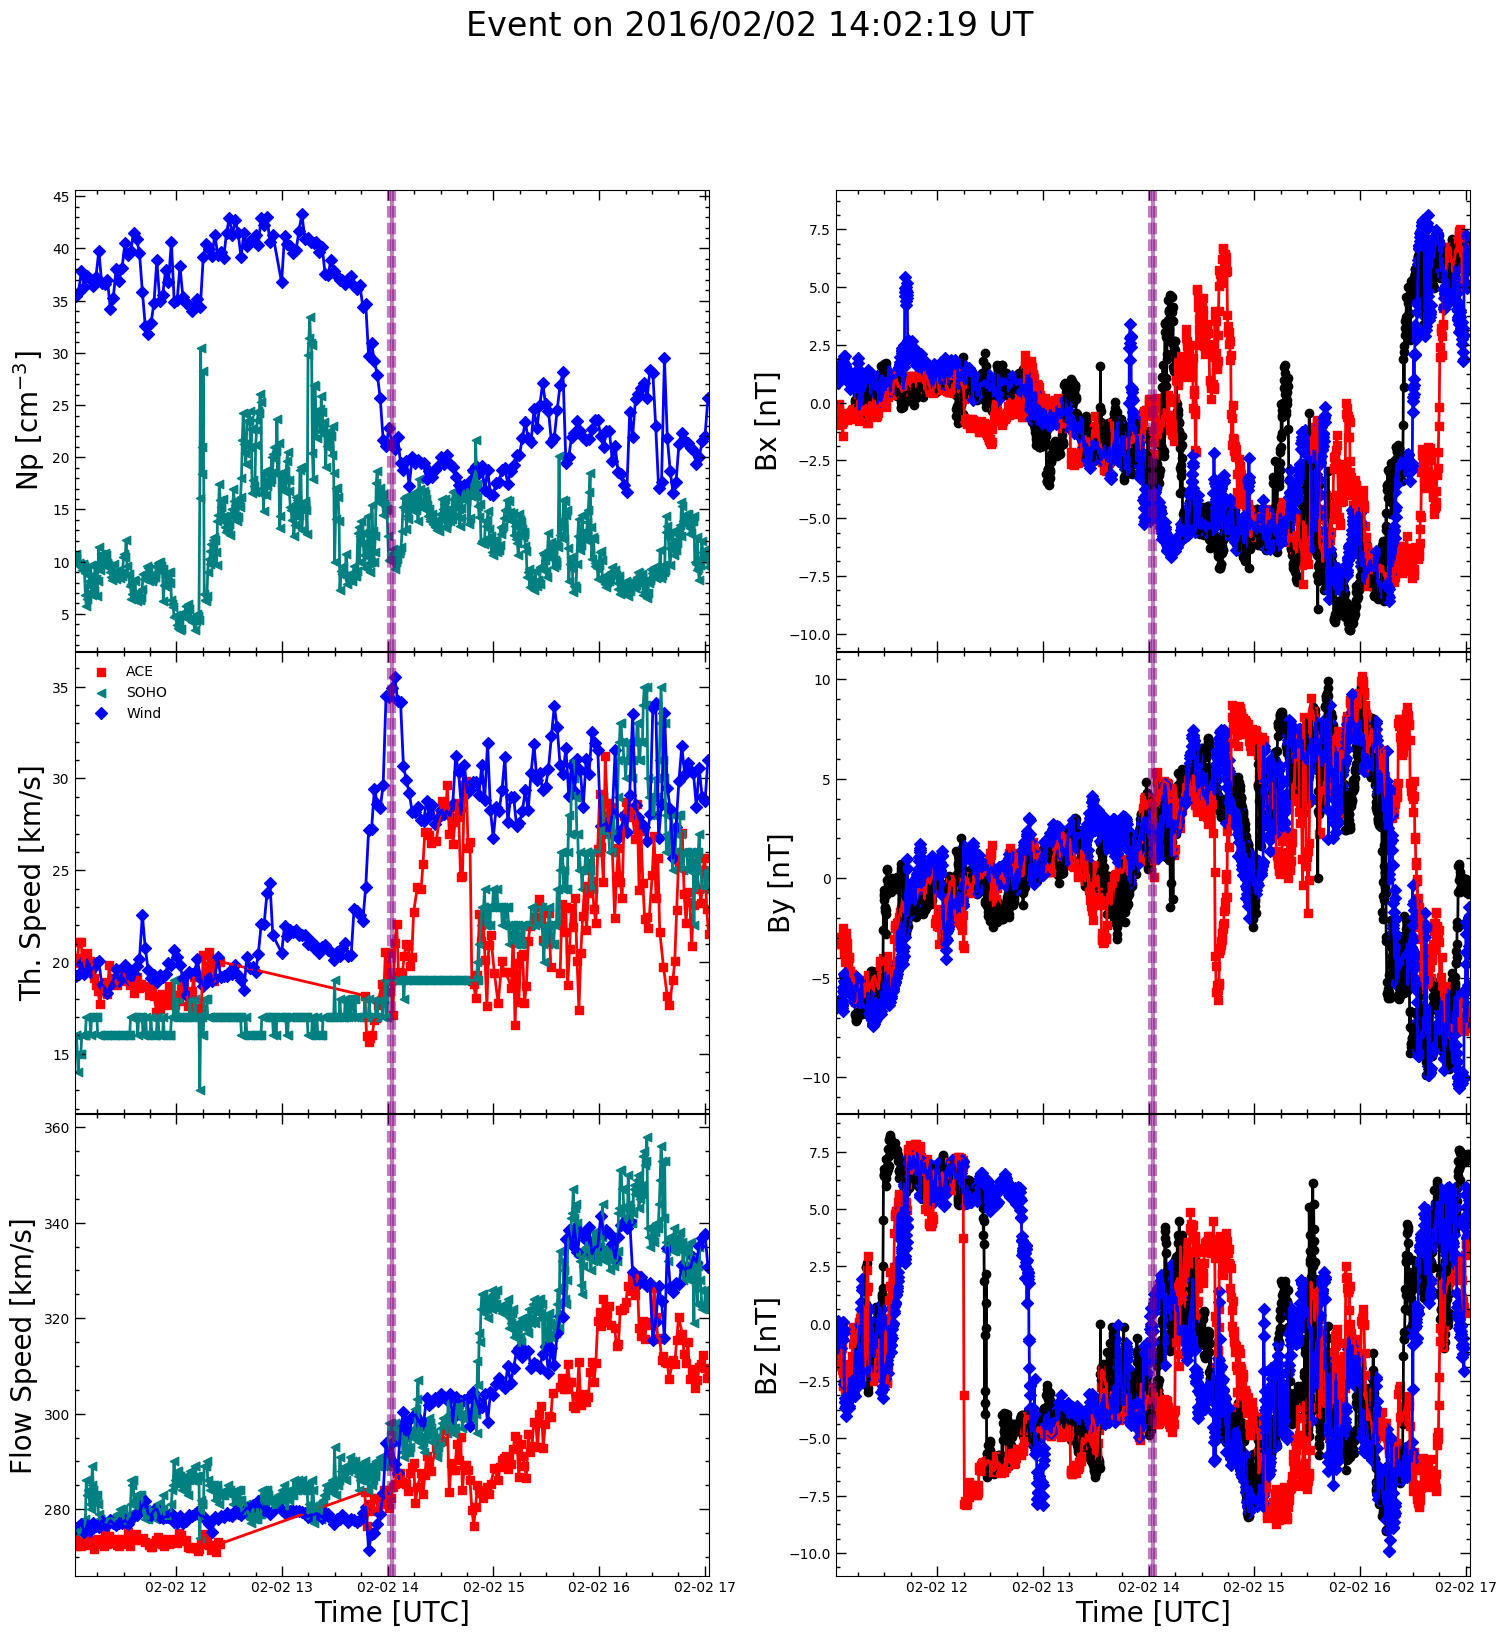 Event on 2016/02/02 14:02:19 UT
Np [cm⁻³]
45
40
35
30
25
20
15
10
5
Bx [nT]
7.5
5.0
2.5
0.0
−2.5
−5.0
−7.5
−10.0
Th. Speed [km/s]
35
30
25
20
15
ACE
SOHO
Wind
By [nT]
10
5
0
−5
−10
Flow Speed [km/s]
360
340
320
300
280
Bz [nT]
7.5
5.0
2.5
0.0
−2.5
−5.0
−7.5
−10.0
02-02 12 02-02 13 02-02 14 02-02 15 02-02 16 02-02 17
Time [UTC]
02-02 12 02-02 13 02-02 14 02-02 15 02-02 16 02-02 17
Time [UTC]